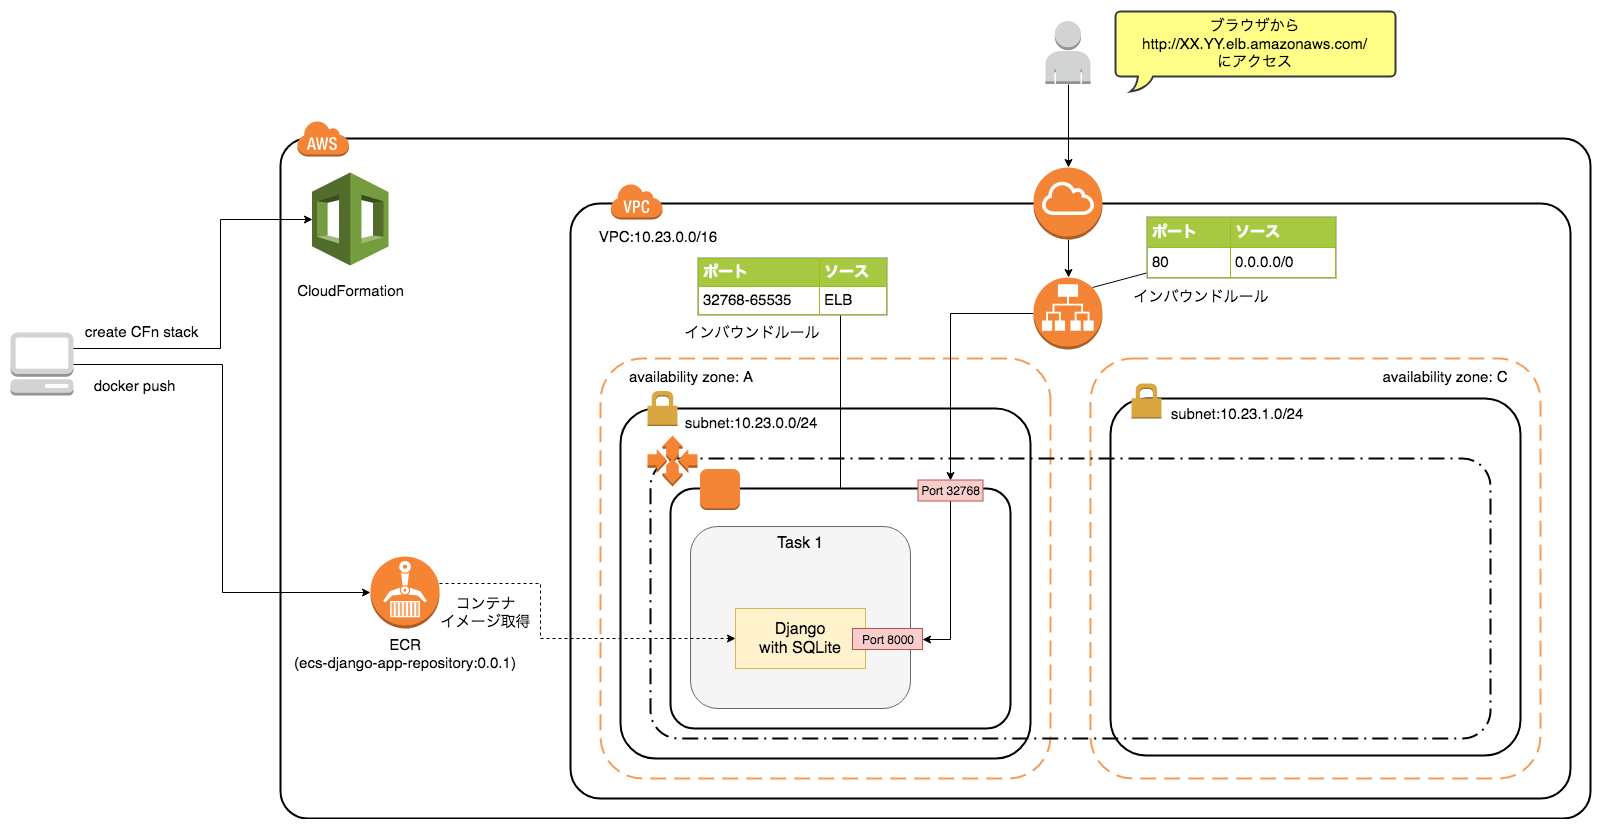 ブラウザから
http://XX.YY.elb.amazonaws.com/
にアクセス
AWS
CloudFormation
VPC
VPC:10.23.0.0/16
ポート ソース
80 0.0.0.0/0
インバウンドルール
ポート ソース
32768-65535 ELB
インバウンドルール
create CFn stack
docker push
availability zone: A
subnet:10.23.0.0/24
availability zone: C
subnet:10.23.1.0/24
Port 32768
Task 1
Django
with SQLite
Port 8000
コンテナ
イメージ取得
ECR
(ecs-django-app-repository:0.0.1)